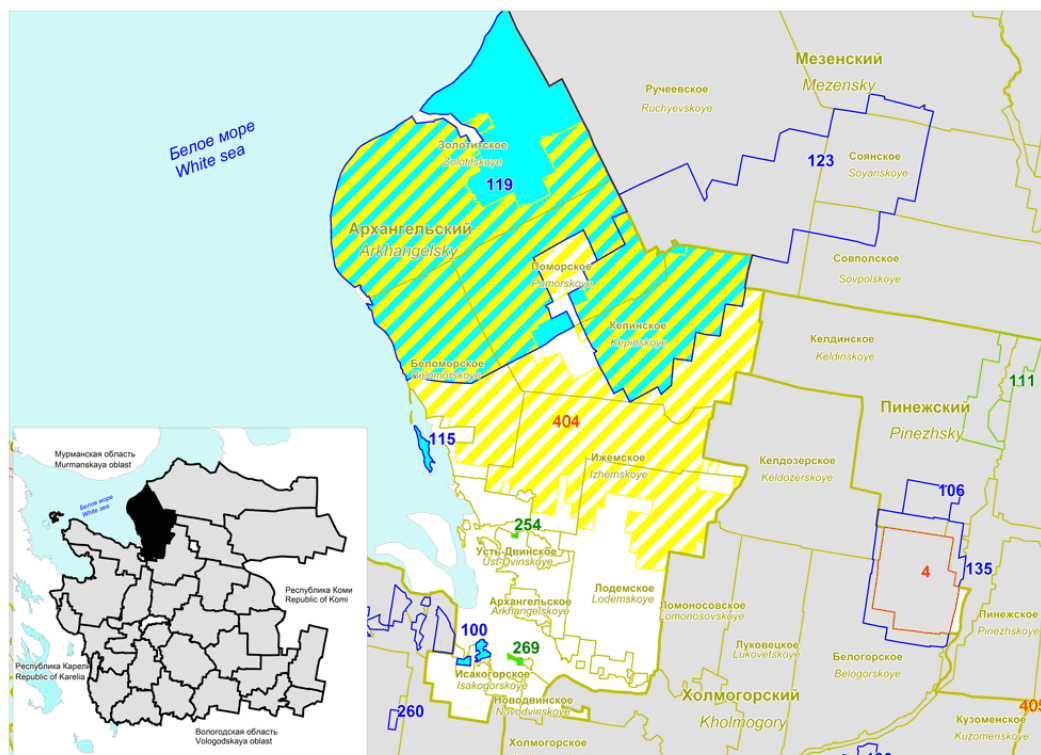 Мезенский
Mezensky
Ручеевское
Ruchyevskoye
Белое море
White sea
Золотитское
Zolotitskoye
119
123
Соянское
Soyanskoye
Архангельский
Arkhangelsky
Поморское
Pomorskoye
Совпольское
Sovpolskoye
Кепинское
Kepinskoye
Келдинское
Keldinskoye
Беломорское
Belomorskoye
111
Пинежский
Pinezhsky
404
115
Ижемское
Izhemskoye
Келдозерское
Keldozerskoye
106
254
Усть-Двинское
Ust-Dvinskoye
135
4
Архангельское
Arkhangelskoye
Лодемское
Lodemskoye
Ломоносовское
Lomonosovskoye
Пинежское
Pinezhskoye
100
269
Луковецкое
Lukovetskoye
Белогорское
Belogorskoye
Исакогорское
Isakogorskoye
Новодвинское
Novodvinskoye
Холмогорский
Kholmogory
260
405
Кузоменское
Kuzomenskoye
Холмогорское
Мурманская область
Murmanskaya oblast
Белое море
White sea
Республика Коми
Republic of Komi
Республика Карели
Republic of Karelia
Вологодская область
Vologodskaya oblast